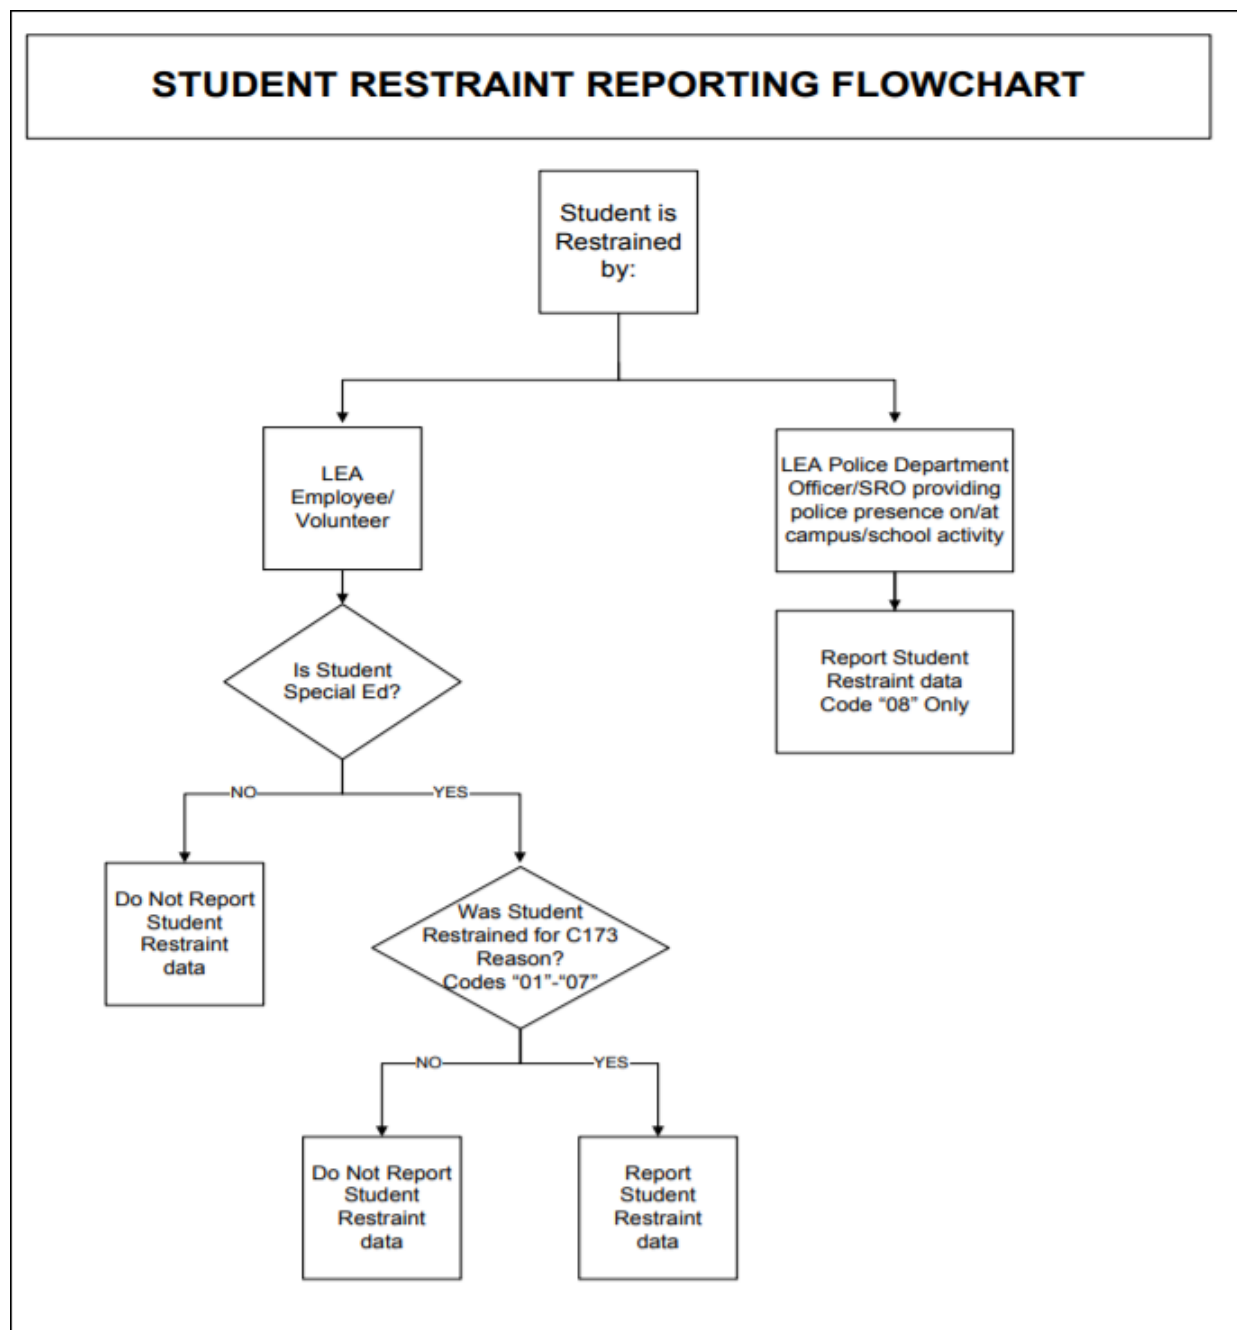 STUDENT RESTRAINT REPORTING FLOWCHART
Student is
Restrained
by:
LEA
Employee/
Volunteer
LEA Police Department
Officer/SRO providing
police presence on/at
campus/school activity
Is Student
Special Ed?
Report Student
Restraint data
Code “08” Only
NO
YES
Do Not Report
Student
Restraint
data
Was Student
Restrained for C173
Reason?
Codes “01”-“07”
NO
YES
Do Not Report
Student
Restraint
data
Report
Student
Restraint
data